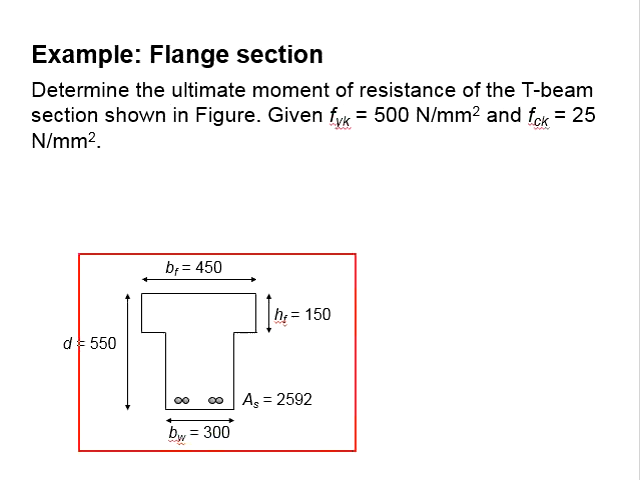 Example: Flange section
Determine the ultimate moment of resistance of the T-beam
section shown in Figure. Given fyk = 500 N/mm² and fck = 25
N/mm².
bf = 450
hf = 150
d = 550
As = 2592
bw = 300